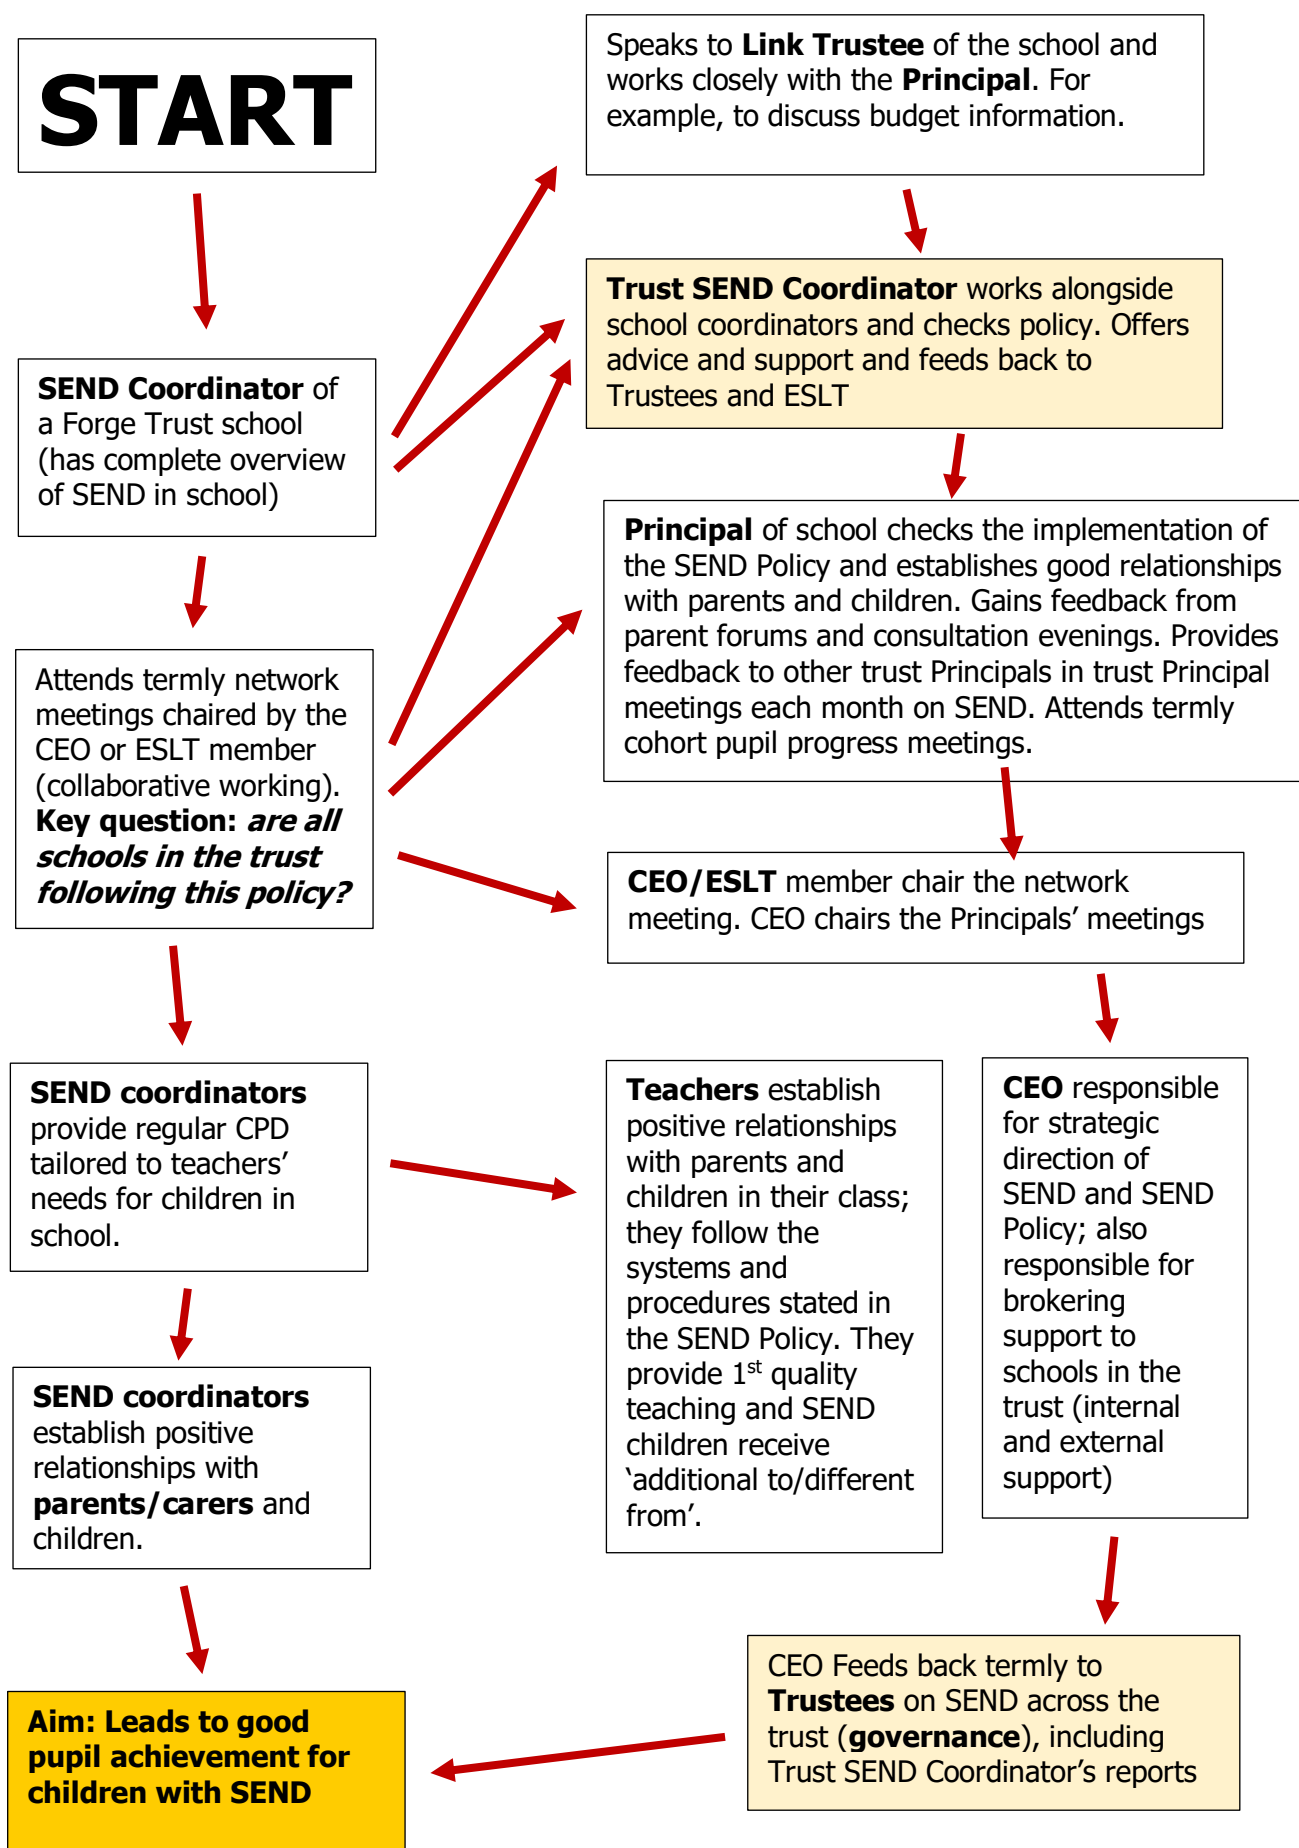 START
Speaks to Link Trustee of the school and
works closely with the Principal. For
example, to discuss budget information.
Trust SEND Coordinator works alongside
school coordinators and checks policy. Offers
advice and support and feeds back to
Trustees and ESLT
SEND Coordinator of
a Forge Trust school
(has complete overview
of SEND in school)
Principal of school checks the implementation of
the SEND Policy and establishes good relationships
with parents and children. Gains feedback from
parent forums and consultation evenings. Provides
feedback to other trust Principals in trust Principal
meetings each month on SEND. Attends termly
cohort pupil progress meetings.
Attends termly network
meetings chaired by the
CEO or ESLT member
(collaborative working).
Key question: are all
schools in the trust
following this policy?
CEO/ESLT member chair the network
meeting. CEO chairs the Principals’ meetings
SEND coordinators
provide regular CPD
tailored to teachers’
needs for children in
school.
Teachers establish
positive relationships
with parents and
children in their class;
they follow the
systems and
procedures stated in
the SEND Policy. They
provide 1st quality
teaching and SEND
children receive
‘additional to/different
from’.
CEO responsible
for strategic
direction of
SEND and SEND
Policy; also
responsible for
brokering
support to
schools in the
trust (internal
and external
support)
SEND coordinators
establish positive
relationships with
parents/carers and
children.
CEO Feeds back termly to
Trustees on SEND across the
trust (governance), including
Trust SEND Coordinator’s reports
Aim: Leads to good
pupil achievement for
children with SEND